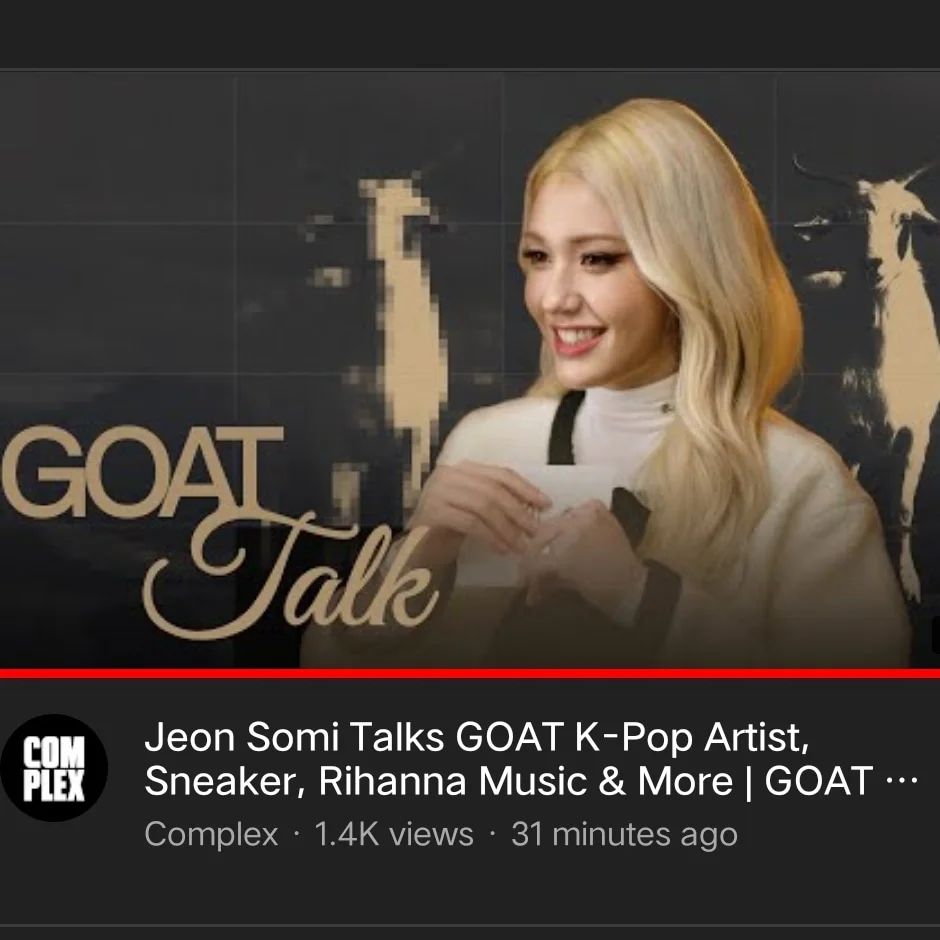 GOAT
Talk
COM
PLEX
Jeon Somi Talks GOAT K-Pop Artist,
Sneaker, Rihanna Music & More | GOAT ···
Complex · 1.4K views · 31 minutes ago